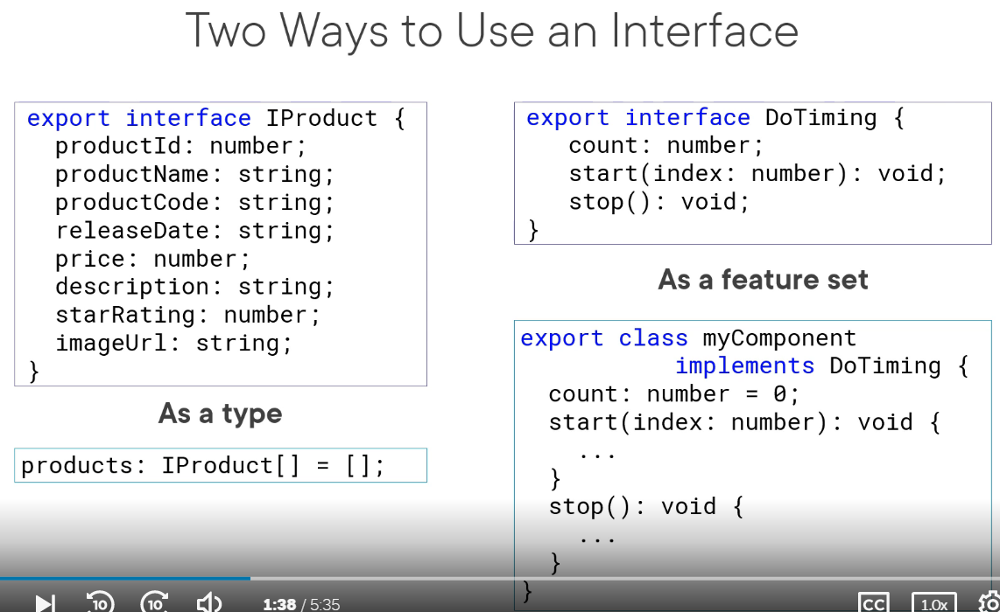 Two Ways to Use an Interface
export interface IProduct {
productId: number;
productName: string;
productCode: string;
releaseDate: string;
price: number;
description: string;
starRating: number;
imageUrl: string;
}
As a type
products: IProduct[] = [];
export interface DoTiming {
count: number;
start(index: number): void;
stop(): void;
}
As a feature set
export class myComponent
implements DoTiming {
count: number = 0;
start(index: number): void {
...
}
stop(): void {
...
}
}
10
10
1:38 / 5:35
CC
1.0x